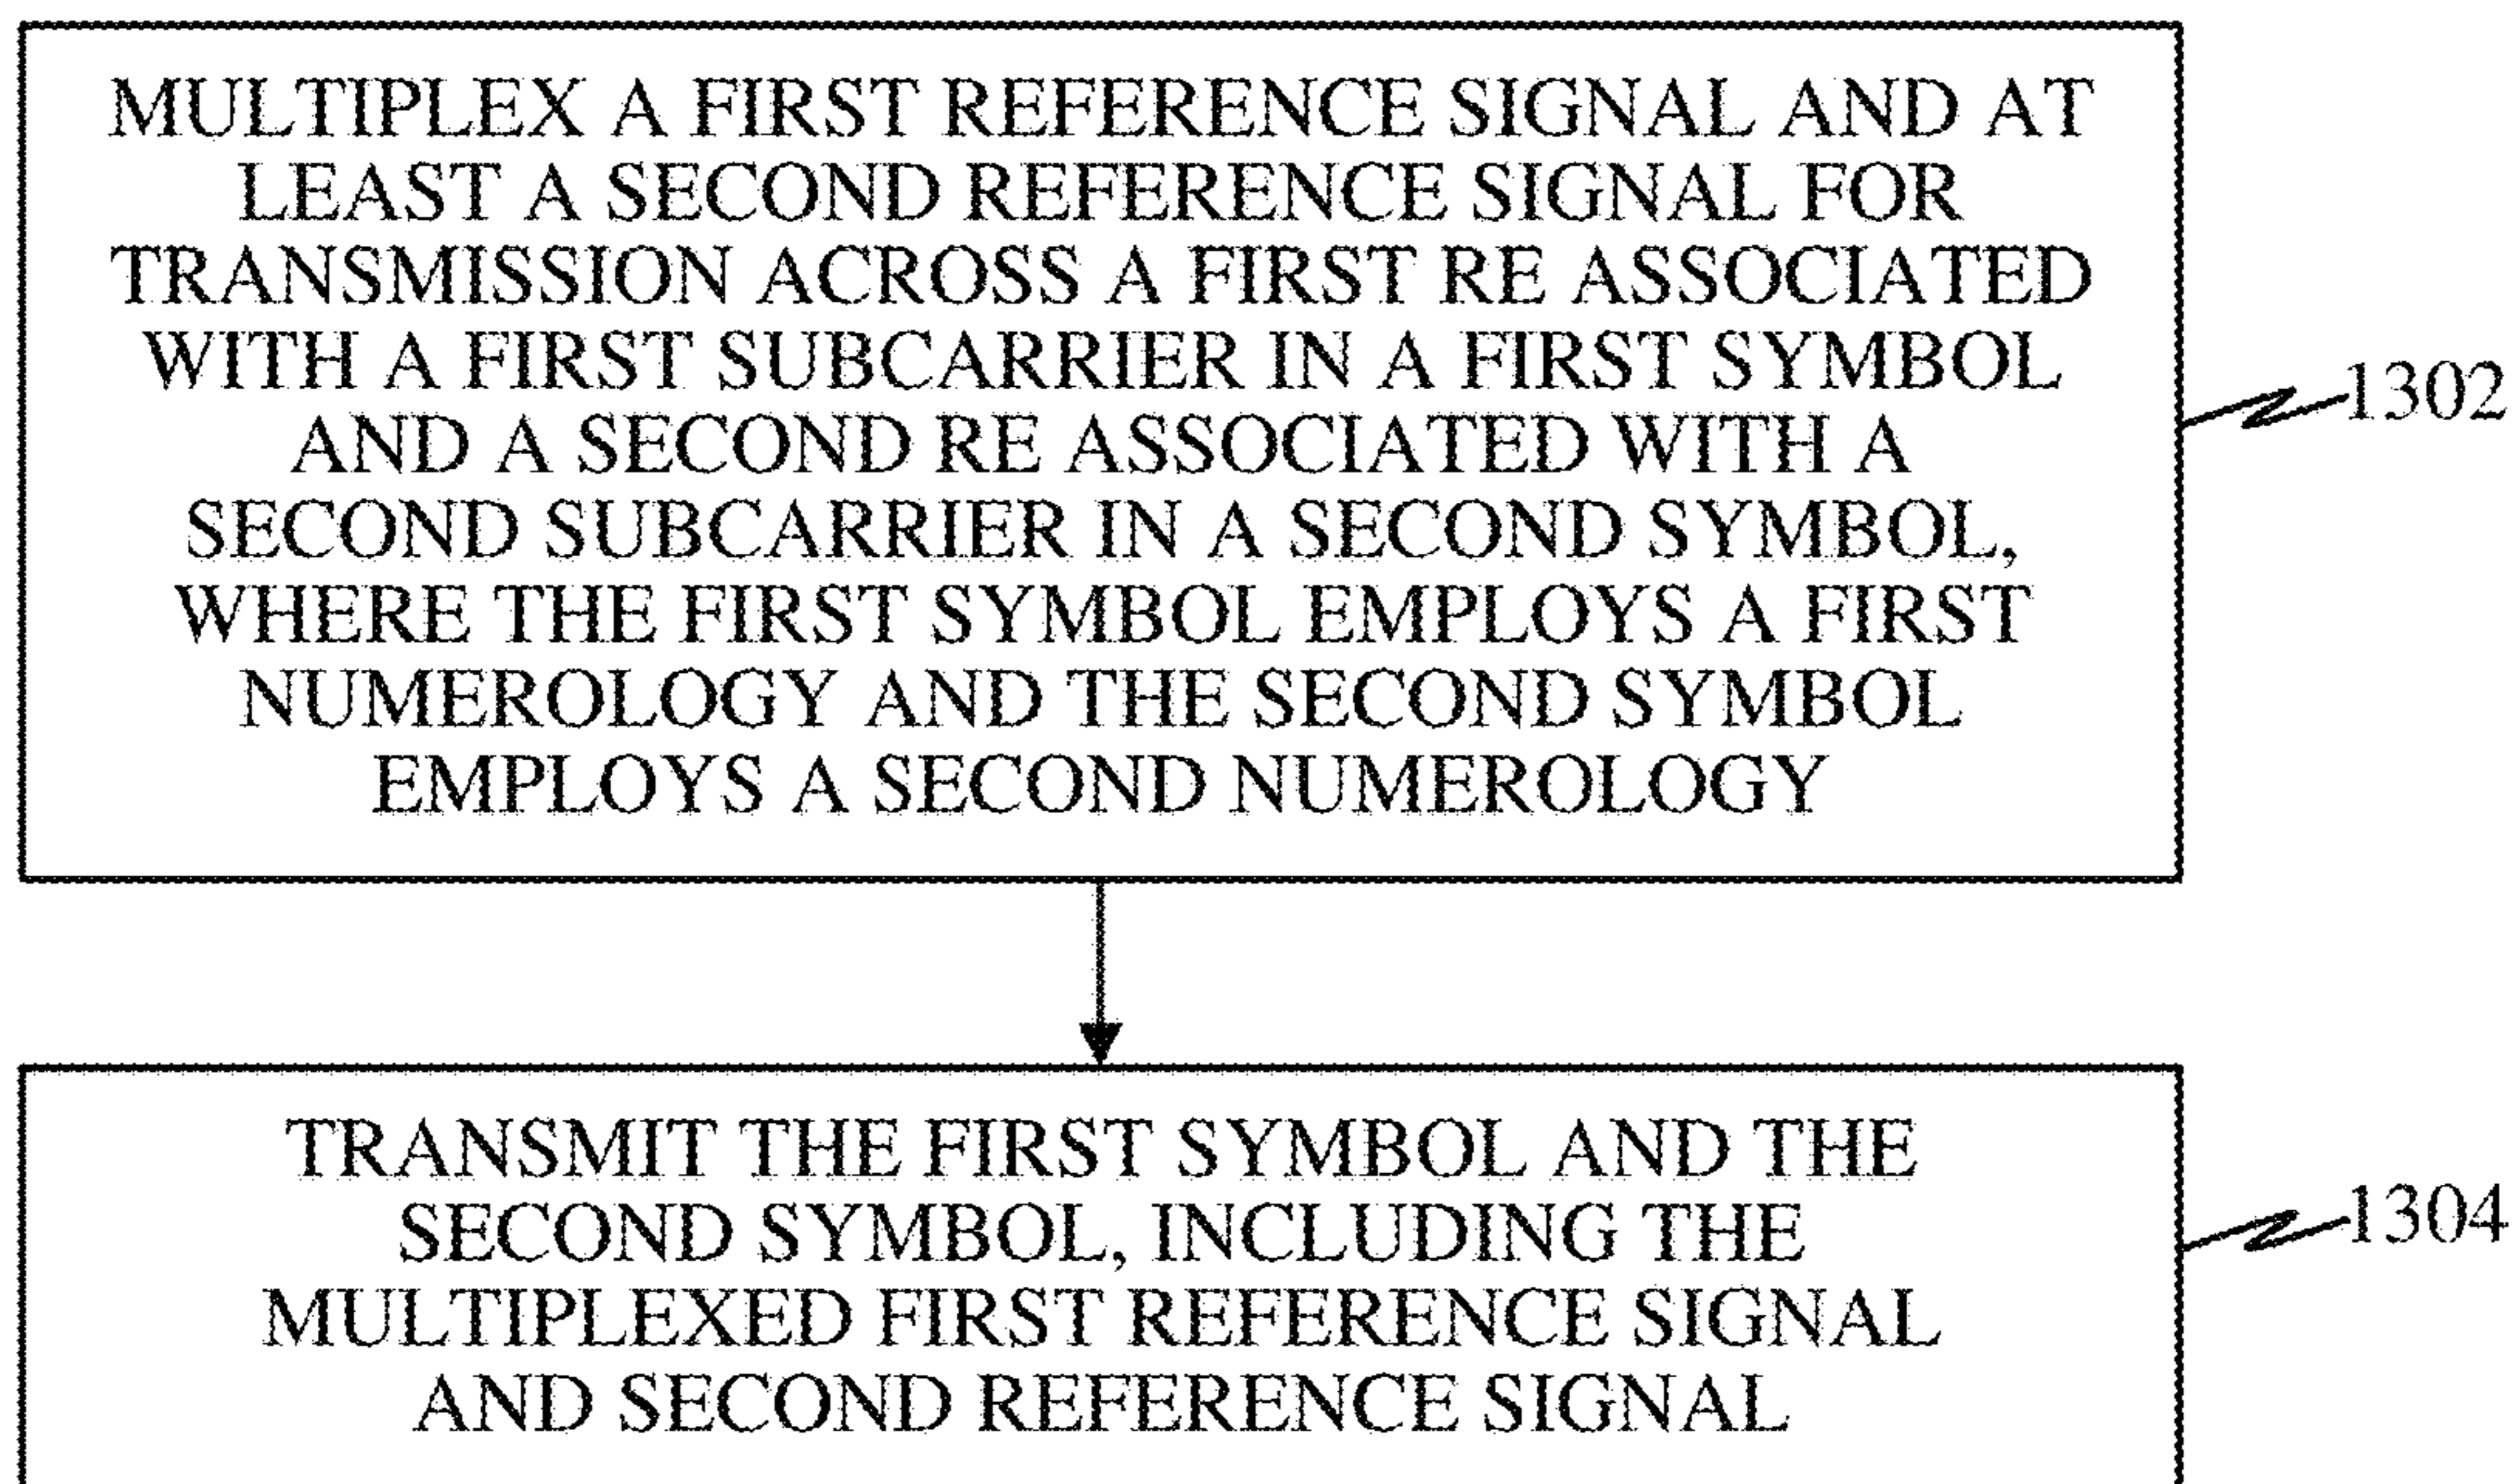 MULTIPLEX A FIRST REFERENCE SIGNAL AND AT
LEAST A SECOND REFERENCE SIGNAL FOR
TRANSMISSION ACROSS A FIRST RE ASSOCIATED
WITH A FIRST SUBCARRIER IN A FIRST SYMBOL
AND A SECOND RE ASSOCIATED WITH A
SECOND SUBCARRIER IN A SECOND SYMBOL,
WHERE THE FIRST SYMBOL EMPLOYS A FIRST
NUMEROLOGY AND THE SECOND SYMBOL
EMPLOYS A SECOND NUMEROLOGY
1302
TRANSMIT THE FIRST SYMBOL AND THE
SECOND SYMBOL, INCLUDING THE
MULTIPLEXED FIRST REFERENCE SIGNAL
AND SECOND REFERENCE SIGNAL
1304